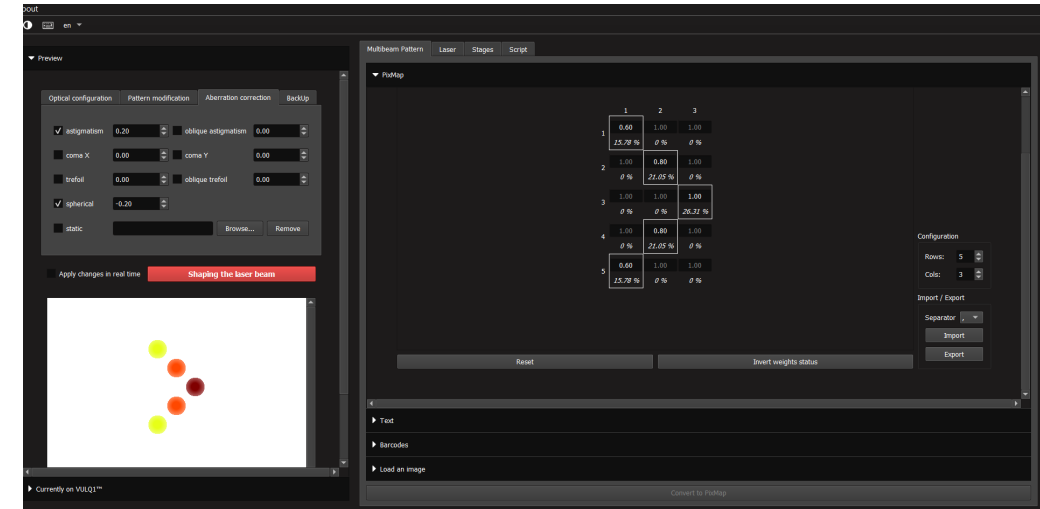 en
Preview
Optical configuration Pattern modification Aberration correction BackUp
astigmatism 0.20 oblique astigmatism 0.00
coma X 0.00 coma Y 0.00
trefoil 0.00 oblique trefoil 0.00
spherical -0.20
static Browse... Remove
Apply changes in real time Shaping the laser beam
Currently on VULQ1™
Multibeam Pattern Laser Stages Script
PixMap
1 2 3
1 0.60 1.00 1.00
15.78 % 0 % 0 %
2 1.00 0.80 1.00
0 % 21.05 % 0 %
3 1.00 1.00 1.00
0 % 0 % 26.31 %
4 1.00 0.80 1.00
0 % 21.05 % 0 %
5 0.60 1.00 1.00
15.78 % 0 % 0 %
Reset Invert weights status
Configuration
Rows: 5
Cols: 3
Import / Export
Separator ,
Import
Export
Text
Barcodes
Load an image
Convert to PixMap